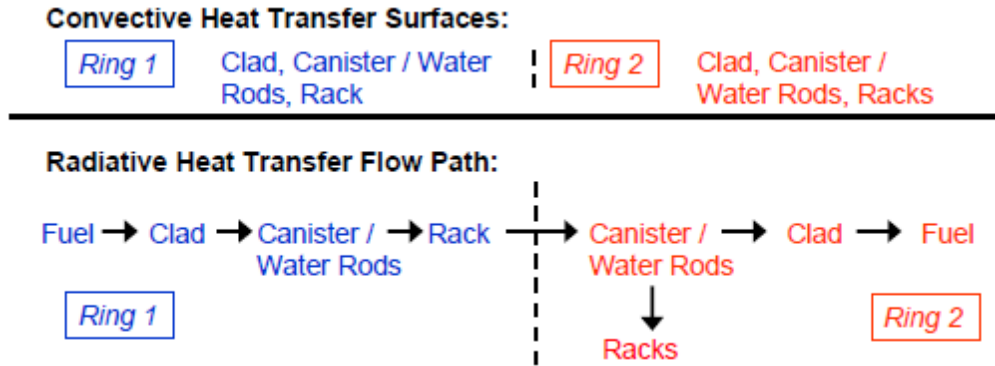 Convective Heat Transfer Surfaces:
Ring 1
Clad, Canister / Water
Rods, Rack
Ring 2
Clad, Canister /
Water Rods, Racks
Radiative Heat Transfer Flow Path:
Fuel → Clad → Canister / → Rack → Canister / → Clad → Fuel
Water Rods
Water Rods
Racks
Ring 1
Ring 2